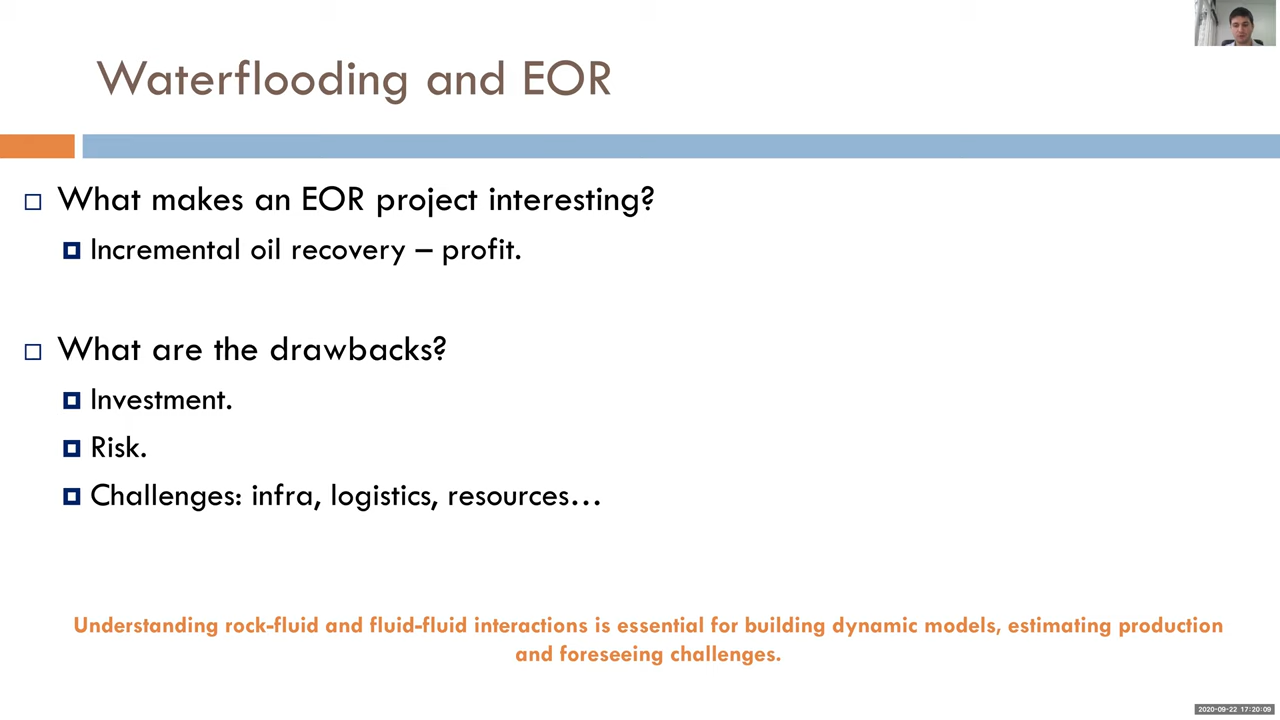 Waterflooding and EOR
What makes an EOR project interesting?
Incremental oil recovery – profit.
What are the drawbacks?
Investment.
Risk.
Challenges: infra, logistics, resources…
Understanding rock-fluid and fluid-fluid interactions is essential for building dynamic models, estimating production
and foreseeing challenges.
2020-09-22 17:20:09